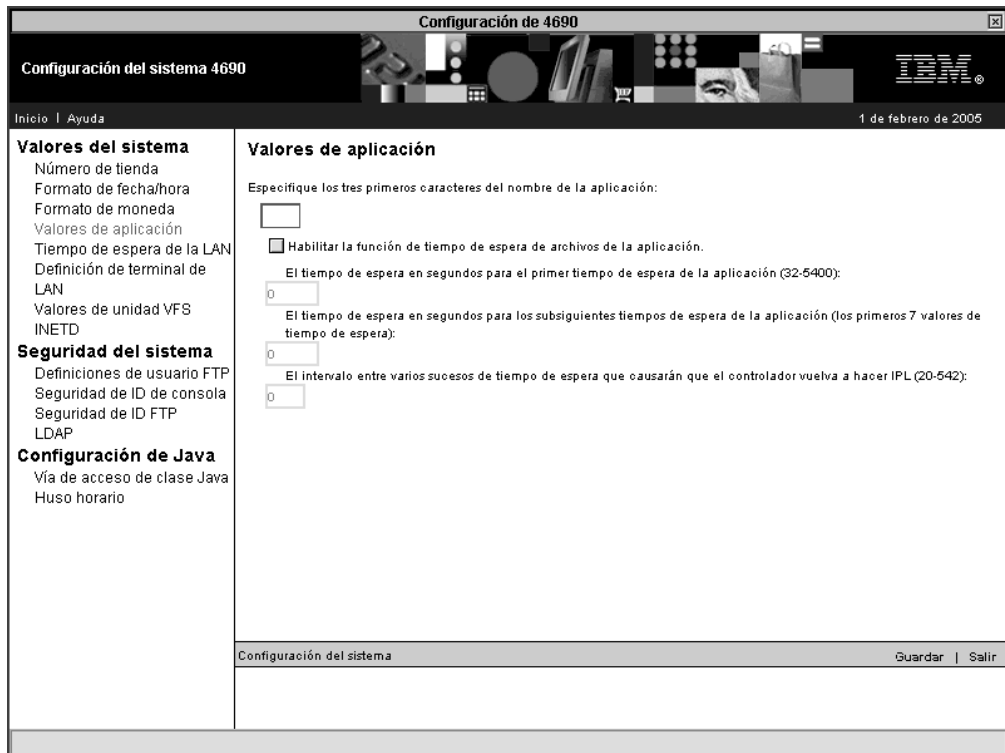 Configuración de 4690
Configuración del sistema 4690
IBM®
Inicio | Ayuda
1 de febrero de 2005
Valores del sistema
Número de tienda
Formato de fecha/hora
Formato de moneda
Valores de aplicación
Tiempo de espera de la LAN
Definición de terminal de
LAN
Valores de unidad VFS
INETD
Seguridad del sistema
Definiciones de usuario FTP
Seguridad de ID de consola
Seguridad de ID FTP
LDAP
Configuración de Java
Vía de acceso de clase Java
Huso horario
Valores de aplicación
Especifique los tres primeros caracteres del nombre de la aplicación:
Habilitar la función de tiempo de espera de archivos de la aplicación.
El tiempo de espera en segundos para el primer tiempo de espera de la aplicación (32-5400):
0
El tiempo de espera en segundos para los subsiguientes tiempos de espera de la aplicación (los primeros 7 valores de
tiempo de espera):
0
El intervalo entre varios sucesos de tiempo de espera que causarán que el controlador vuelva a hacer IPL (20-542):
0
Configuración del sistema
Guardar | Salir